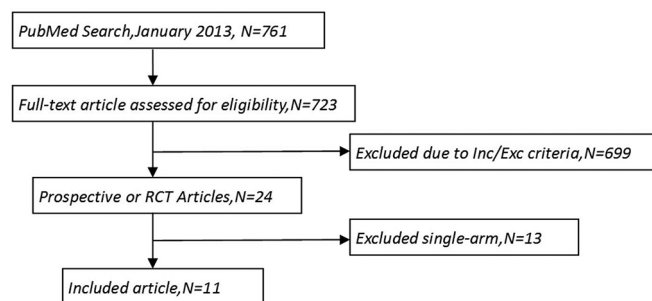 PubMed Search,January 2013, N=761
Full-text article assessed for eligibility,N=723
Excluded due to Inc/Exc criteria,N=699
Prospective or RCT Articles,N=24
Excluded single-arm,N=13
Included article,N=11